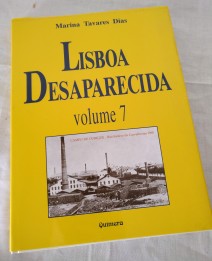 Marina Tavares Dias
LISBOA
DESAPARECIDA
volume 7
Quimera